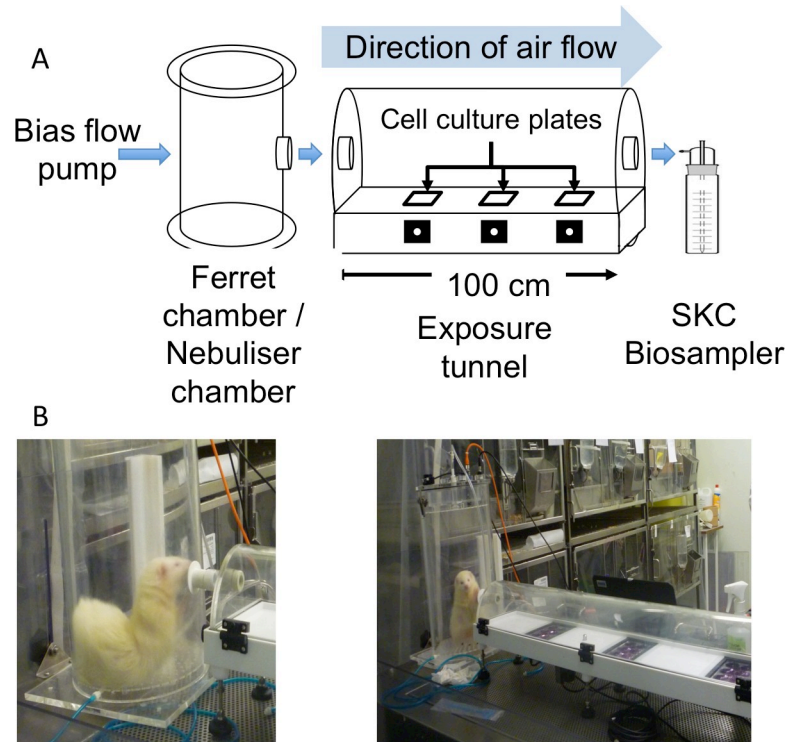 A
Direction of air flow
Bias flow
pump
Cell culture plates
100 cm
Ferret
chamber /
Nebuliser
chamber
Exposure
tunnel
SKC
Biosampler
B